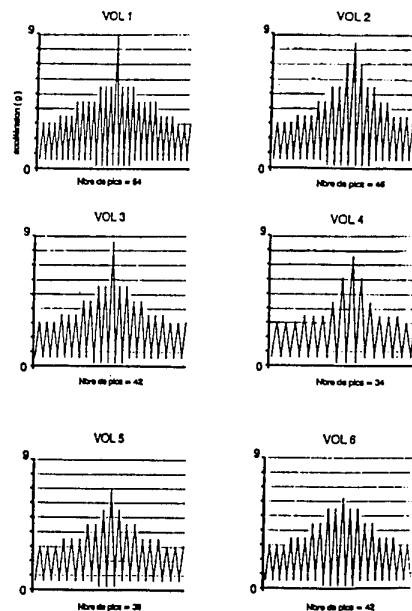 VOL 1
9
accélération (g)
0
Nbre de pics = 54
VOL 2
9
0
Nbre de pics = 46
VOL 3
9
0
Nbre de pics = 42
VOL 4
9
0
Nbre de pics = 34
VOL 5
9
0
Nbre de pics = 38
VOL 6
9
0
Nbre de pics = 42